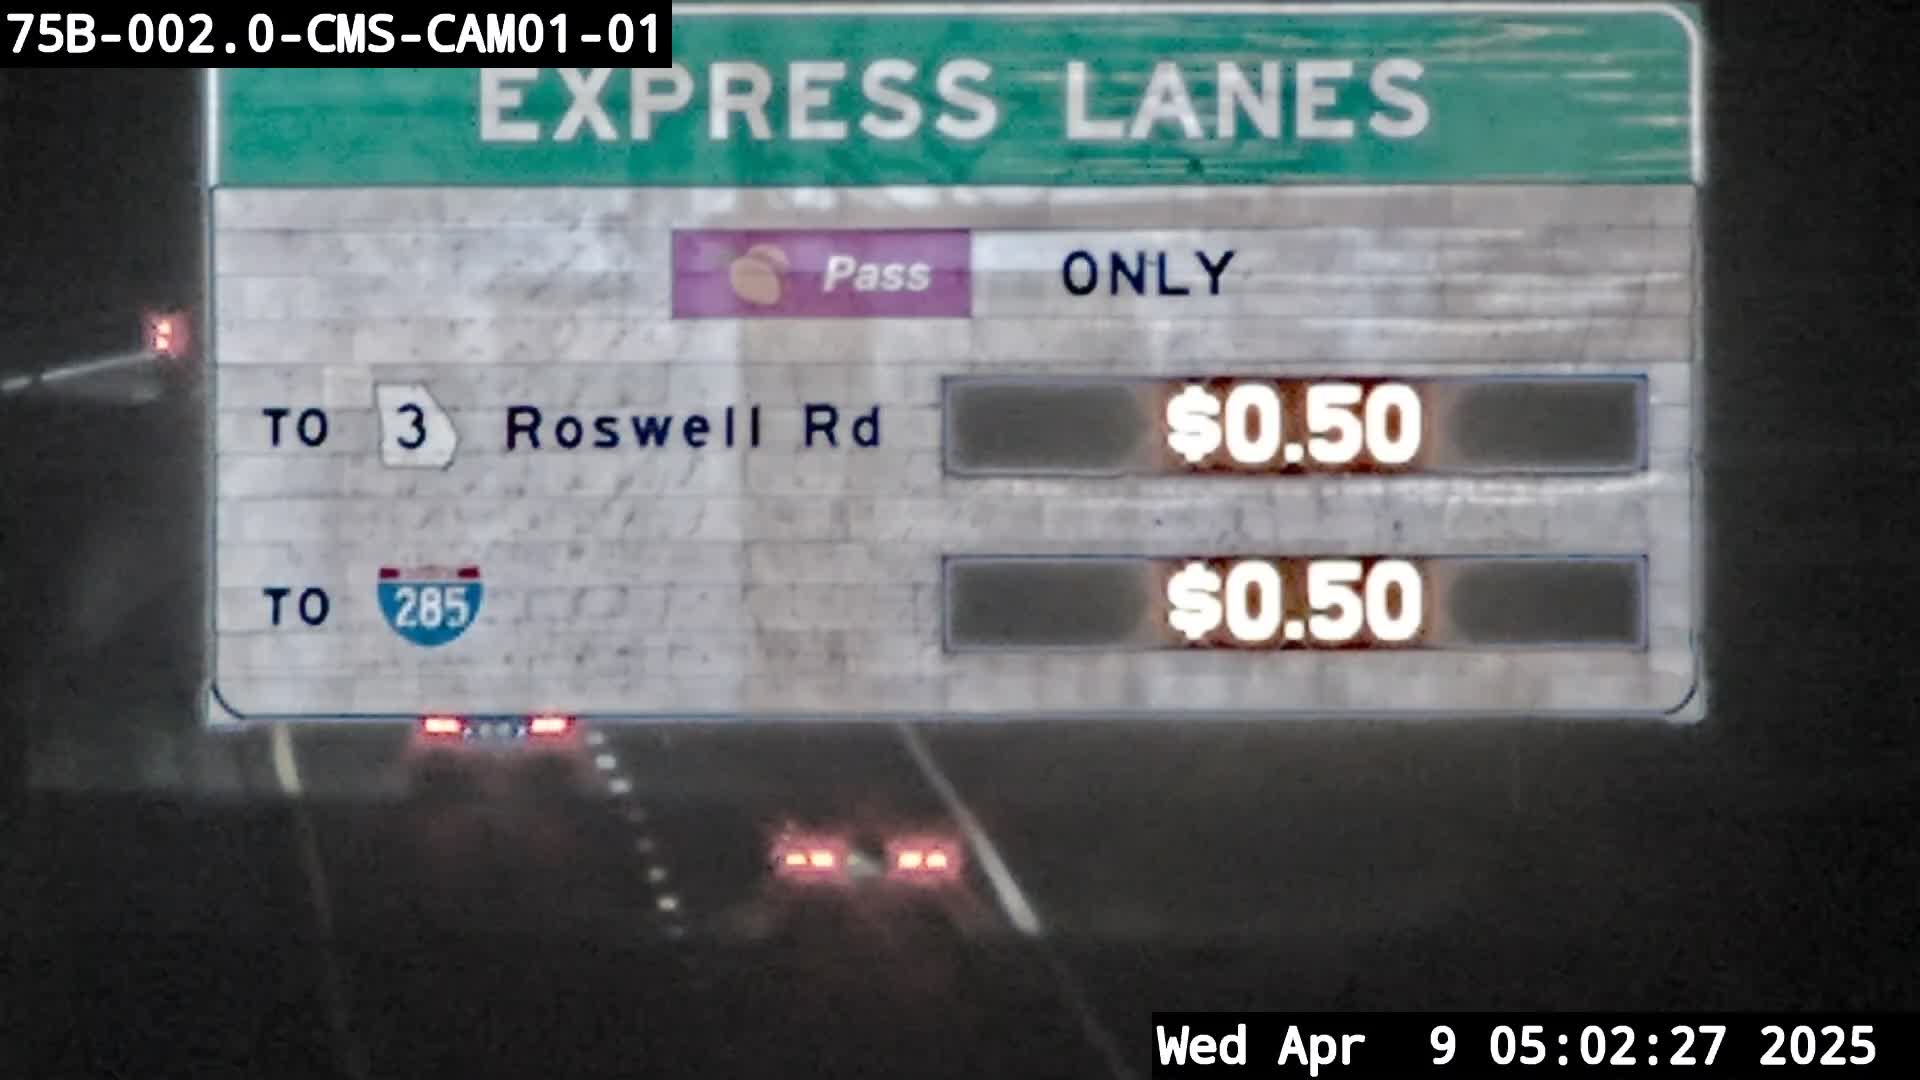 75B-002.0-CMS-CAM01-01
EXPRESS LANES
Pass ONLY
TO 3 Roswell Rd $0.50
TO 285 $0.50
Wed Apr 9 05:02:27 2025